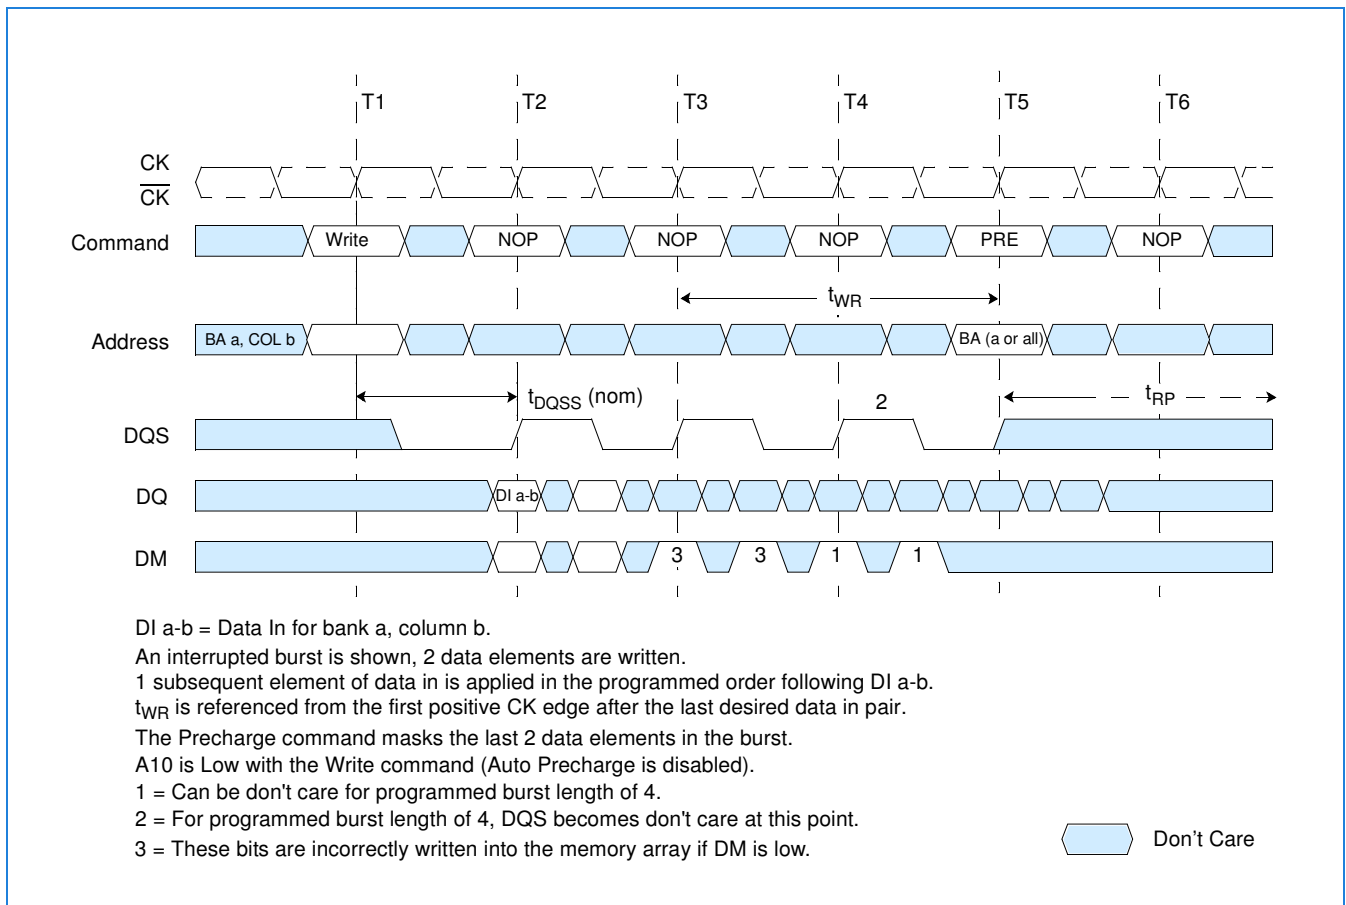 T1 T2 T3 T4 T5 T6
CK
CK
Command Write NOP NOP NOP PRE NOP
tWR
Address BA a, COL b BA (a or all)
tDQSS (nom) 2 tRP
DQS
DQ DI a-b
DM 3 3 1 1
DI a-b = Data In for bank a, column b.
An interrupted burst is shown, 2 data elements are written.
1 subsequent element of data in is applied in the programmed order following DI a-b.
tWR is referenced from the first positive CK edge after the last desired data in pair.
The Precharge command masks the last 2 data elements in the burst.
A10 is Low with the Write command (Auto Precharge is disabled).
1 = Can be don't care for programmed burst length of 4.
2 = For programmed burst length of 4, DQS becomes don't care at this point.
3 = These bits are incorrectly written into the memory array if DM is low.
Don't Care